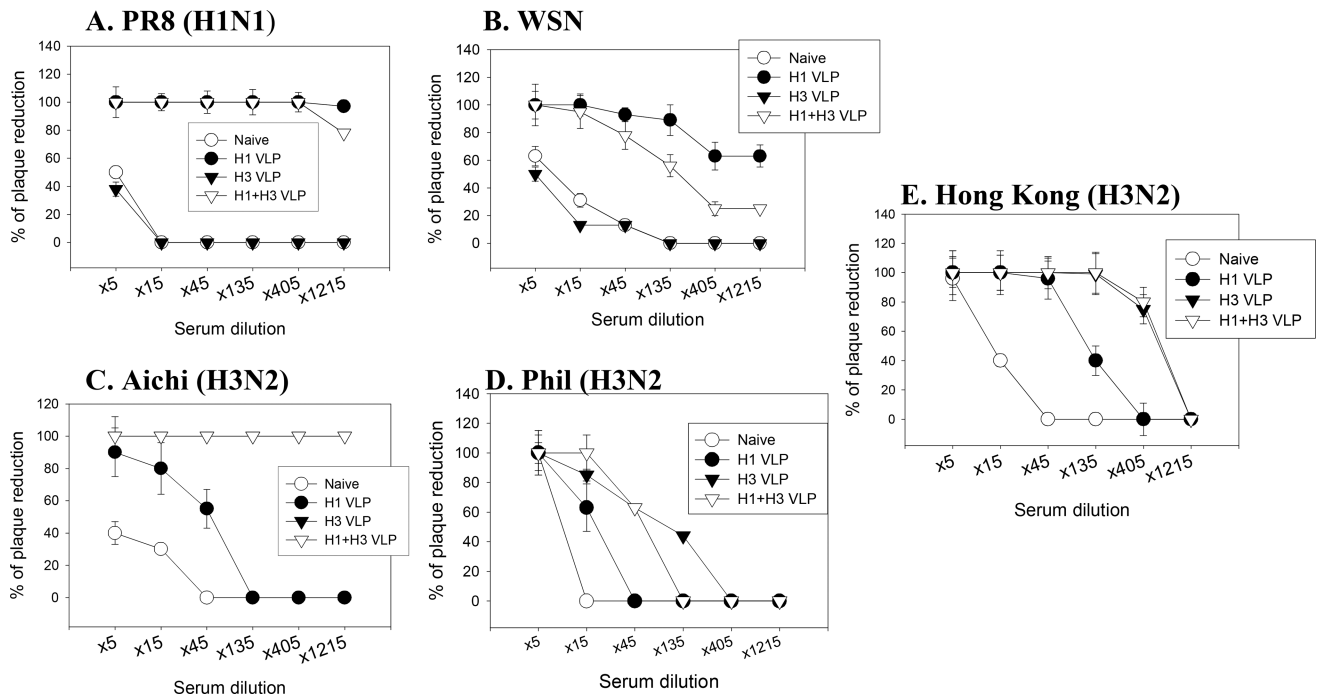 A. PR8 (H1N1)
% of plaque reduction
140
120
100
80
60
40
20
0
Naive
H1 VLP
H3 VLP
H1+H3 VLP
x5
x15
x45
x135
x405
x1215
Serum dilution
B. WSN
% of plaque reduction
140
120
100
80
60
40
20
0
Naive
H1 VLP
H3 VLP
H1+H3 VLP
x5
x15
x45
x135
x405
x1215
Serum dilution
C. Aichi (H3N2)
% of plaque reduction
120
100
80
60
40
20
0
Naive
H1 VLP
H3 VLP
H1+H3 VLP
x5
x15
x45
x135
x405
x1215
Serum dilution
D. Phil (H3N2
% of plaque reduction
140
120
100
80
60
40
20
0
Naive
H1 VLP
H3 VLP
H1+H3 VLP
x5
x15
x45
x135
x405
x1215
Serum dilution
E. Hong Kong (H3N2)
% of plaque reduction
140
120
100
80
60
40
20
0
Naive
H1 VLP
H3 VLP
H1+H3 VLP
x5
x15
x45
x135
x405
x1215
Serum dilution